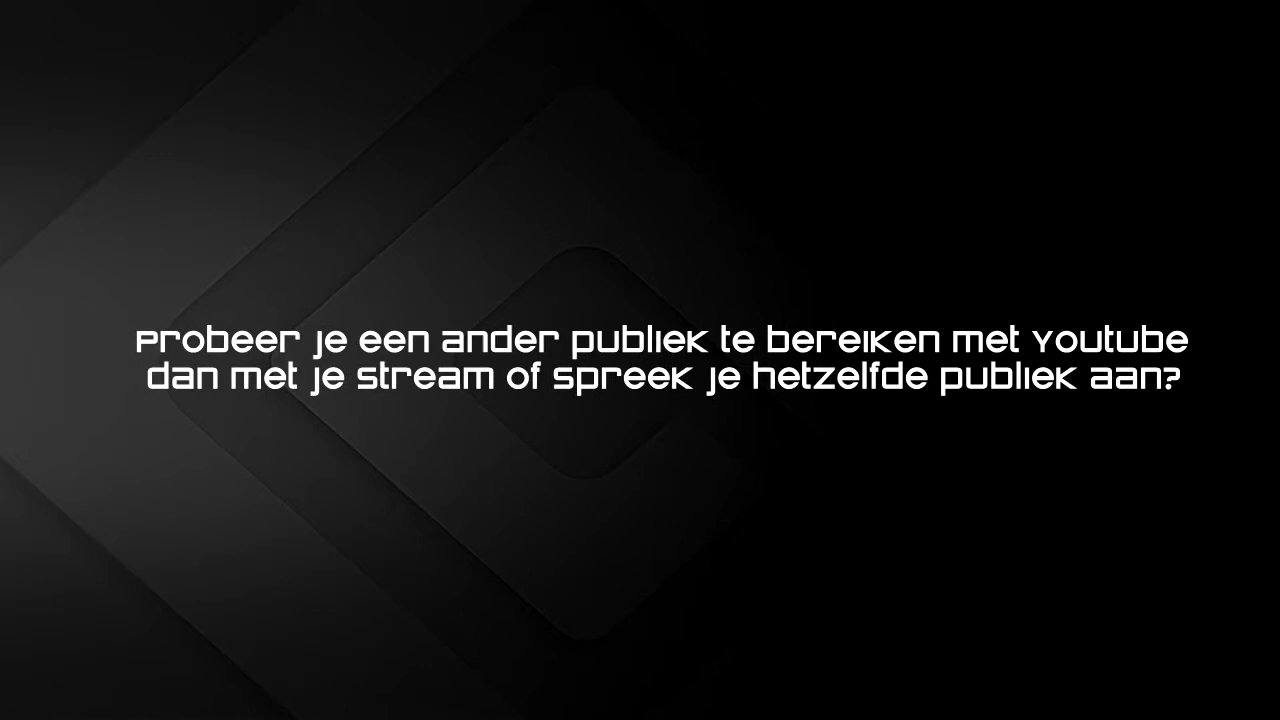 Probeer je een ander publiek te bereiken met Youtube
dan met je stream of spreek je hetzelfde publiek aan?